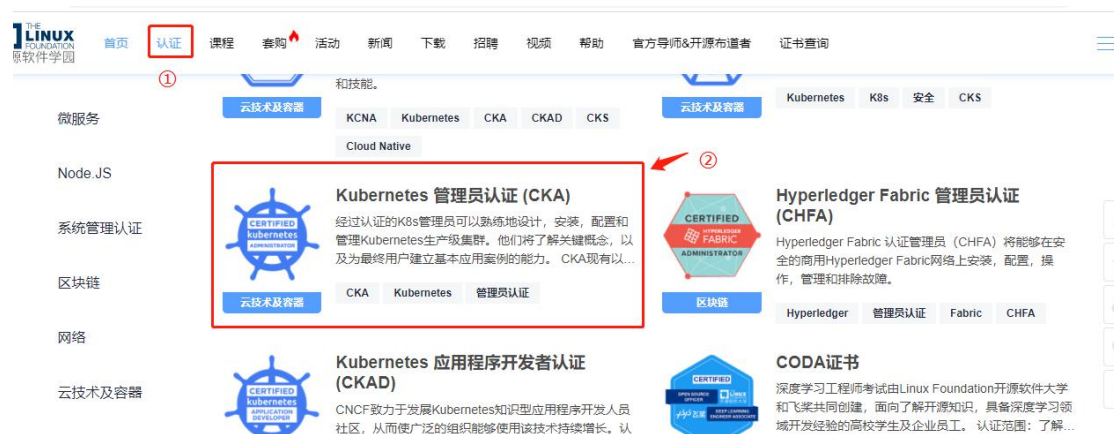 THE
LINUX
FOUNDATION
源软件学园
首页 认证 课程 套购 活动 新闻 下载 招聘 视频 帮助 官方导师&开源布道者 证书查询
①
微服务
Node.JS
系统管理认证
区块链
网络
云技术及容器
和技能。
云技术及容器
KCNA Kubernetes CKA CKAD CKS
Cloud Native
云技术及容器
Kubernetes K8s 安全 CKS
②
CERTIFIED
kubernetes
ADMINISTRATOR
云技术及容器
Kubernetes 管理员认证 (CKA)
经过认证的K8s管理员可以熟练地设计，安装，配置和
管理Kubernetes生产级集群。他们将了解关键概念，以
及为最终用户建立基本应用案例的能力。 CKA现有以...
CKA Kubernetes 管理员认证
CERTIFIED
HYPERLEDGER
FABRIC
ADMINISTRATOR
区块链
Hyperledger Fabric 管理员认证
(CHFA)
Hyperledger Fabric 认证管理员（CHFA）将能够在安
全的商用Hyperledger Fabric网络上安装，配置，操
作，管理和排除故障。
Hyperledger 管理员认证 Fabric CHFA
CERTIFIED
kubernetes
APPLICATION
DEVELOPER
Kubernetes 应用程序开发者认证
(CKAD)
CNCF致力于发展Kubernetes知识型应用程序开发人员
社区，从而使广泛的组织能够使用该技术持续增长。认
CERTIFIED
OPEN SOURCE
OFFICER
DEEP LEARNING
ENGINEER ASSOCIATE
CODA证书
深度学习工程师考试由Linux Foundation开源软件大学
和飞桨共同创建，面向了解开源知识，具备深度学习领
域开发经验的高校学生及企业员工。 认证范围：了解...